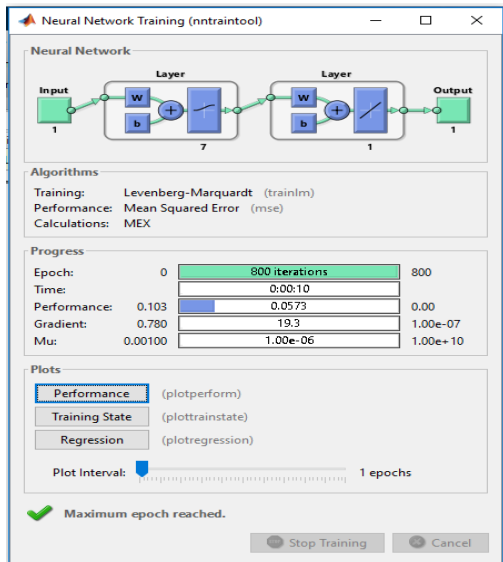 Neural Network Training (nntraintool)
Neural Network
Layer
Layer
Input
W
b
W
b
Output
1
7
1
1
Algorithms
Training: Levenberg-Marquardt (trainlm)
Performance: Mean Squared Error (mse)
Calculations: MEX
Progress
Epoch: 0 800 iterations 800
Time: 0:00:10
Performance: 0.103 0.0573 0.00
Gradient: 0.780 19.3 1.00e-07
Mu: 0.00100 1.00e-06 1.00e+10
Plots
Performance (plotperform)
Training State (plottrainstate)
Regression (plotregression)
Plot Interval: 1 epochs
Maximum epoch reached.
Stop Training Cancel